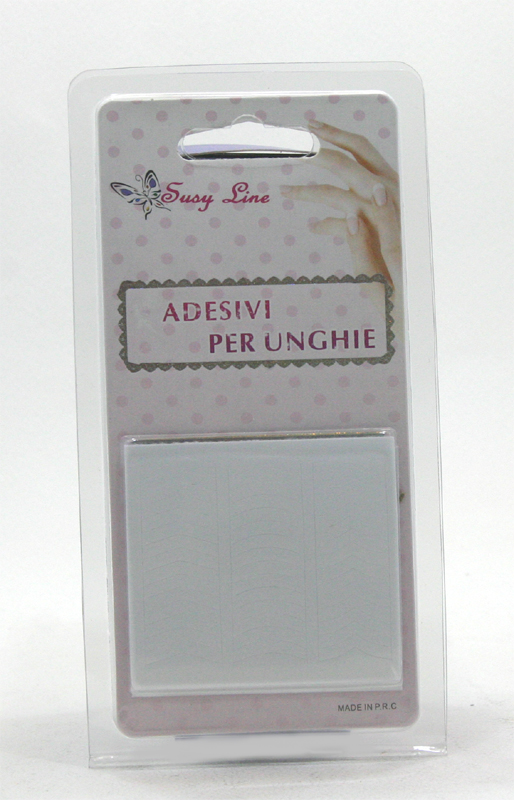 Susy Line
ADESIVI
PER UNGHIE
MADE IN P.R.C